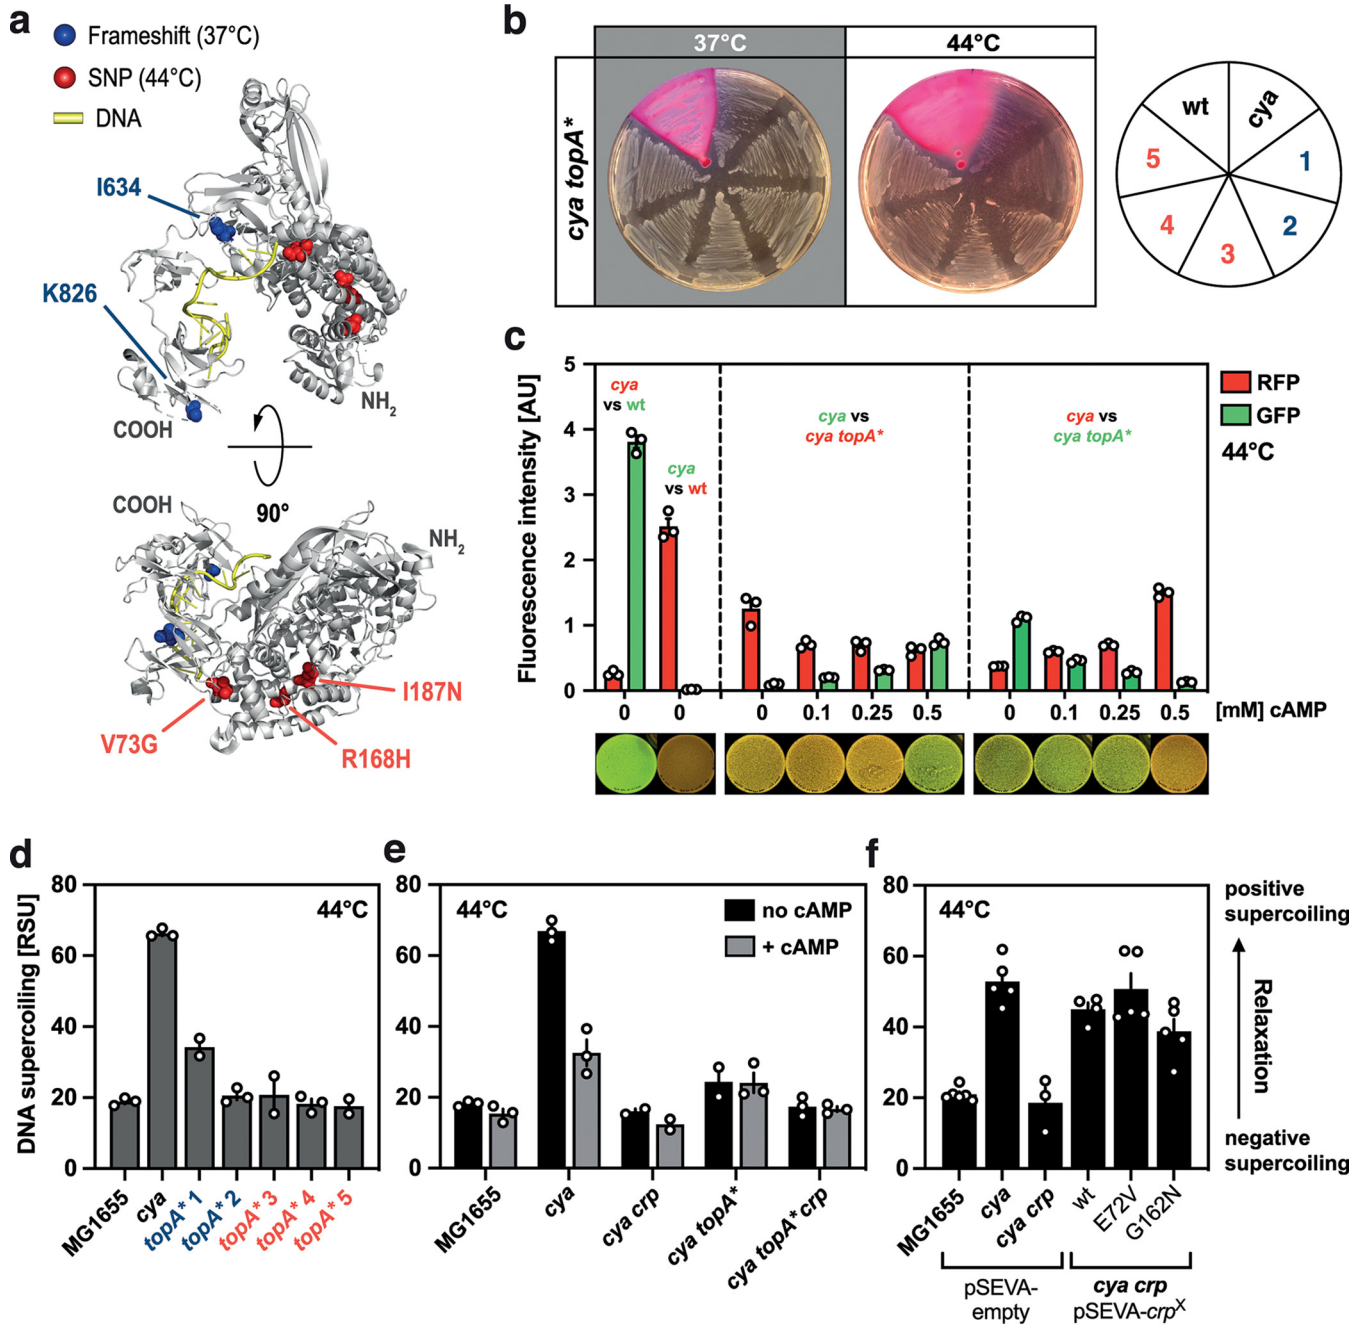 a
Frameshift (37°C)
SNP (44°C)
DNA
I634
K826
NH2
COOH
90°
COOH
NH2
I187N
V73G
R168H
b
37°C
44°C
cya topA*
wt
cya
1
2
3
4
5
c
Fluorescence intensity [AU]
5
4
3
2
1
0
cya
vs wt
cya
vs wt
cya vs
cya topA*
cya vs
cya topA*
RFP
GFP
44°C
0
0
0
0.1
0.25
0.5
0
0.1
0.25
0.5
[mM] cAMP
d
DNA supercoiling [RSU]
80
60
40
20
0
44°C
MG1655
cya
topA* 1
topA* 2
topA* 3
topA* 4
topA* 5
e
80
60
40
20
0
44°C
no cAMP
+ cAMP
MG1655
cya
cya crp
cya topA*
cya topA* crp
f
80
60
40
20
0
44°C
positive
supercoiling
Relaxation
negative
supercoiling
MG1655
cya
cya crp
wt
E72V
G162N
pSEVA-
empty
cya crp
pSEVA-crpX